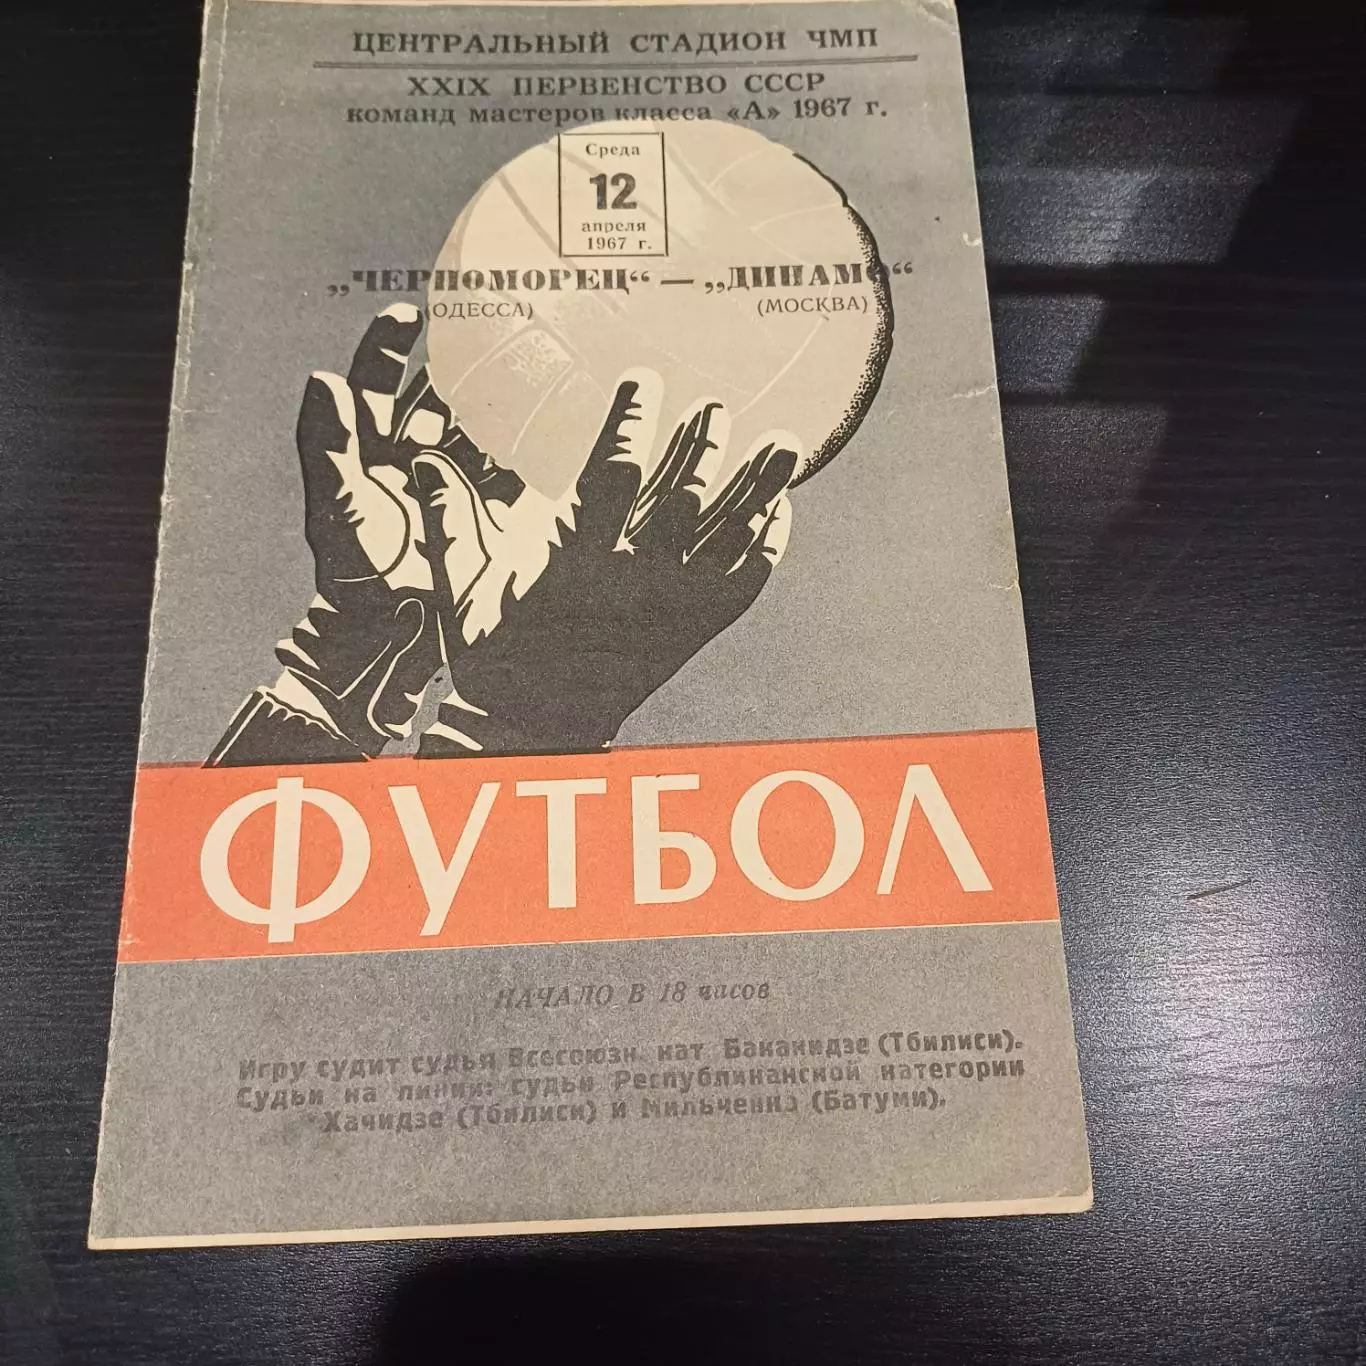 ЦЕНТРАЛЬНЫЙ СТАДИОН ЧМП
XXIX ПЕРВЕНСТВО СССР
команд мастеров класса «А» 1967 г.
Среда
12
апреля
1967 г.
„ЧЕРНОМОРЕЦ“ — „ДИНАМО“
(ОДЕССА) (МОСКВА)
ФУТБОЛ
НАЧАЛО В 18 часов
Игру судит судья Всесоюзн. кат Баканидзе (Тбилиси).
Судьи на линии: судьи Республиканской категории
Хачидзе (Тбилиси) и Мильченко (Батуми).